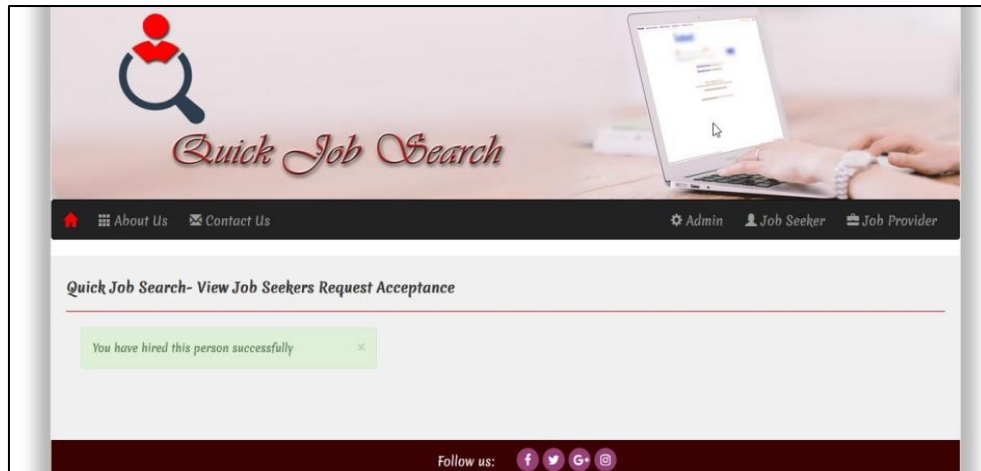 Quick Job Search
About Us Contact Us Admin Job Seeker Job Provider
Quick Job Search- View Job Seekers Request Acceptance
You have hired this person successfully ×
Follow us: f G+